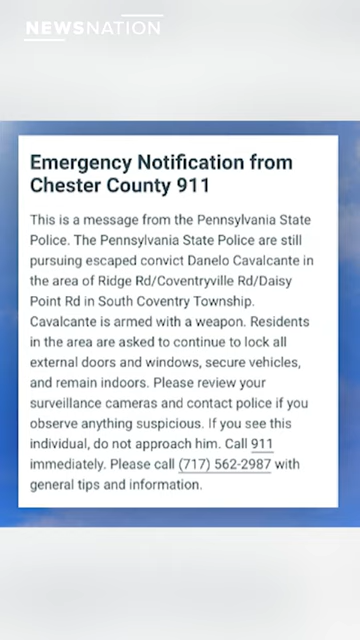 NEWSNATION
Emergency Notification from
Chester County 911
This is a message from the Pennsylvania State
Police. The Pennsylvania State Police are still
pursuing escaped convict Danelo Cavalcante in
the area of Ridge Rd/Coventryville Rd/Daisy
Point Rd in South Coventry Township.
Cavalcante is armed with a weapon. Residents
in the area are asked to continue to lock all
external doors and windows, secure vehicles,
and remain indoors. Please review your
surveillance cameras and contact police if you
observe anything suspicious. If you see this
individual, do not approach him. Call 911
immediately. Please call (717) 562-2987 with
general tips and information.